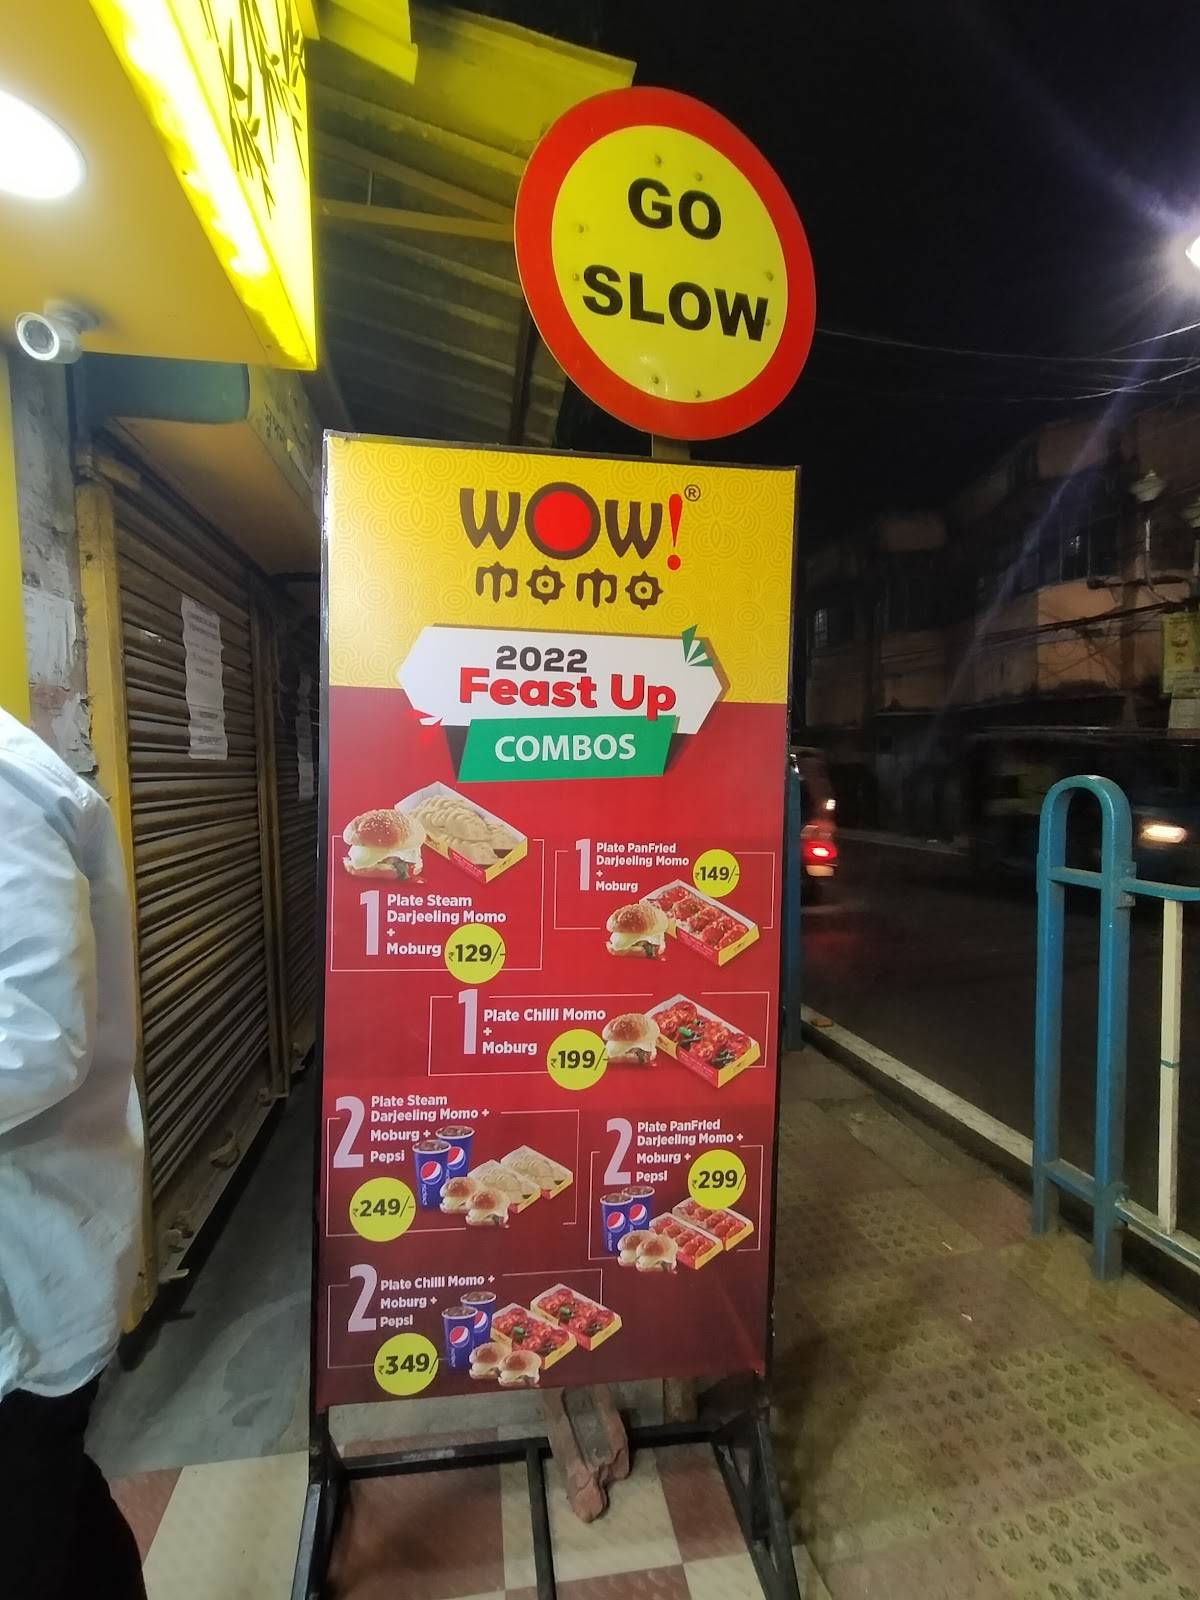 GO
SLOW
WOW!®
MOMO
2022
Feast Up
COMBOS
1 Plate Steam
Darjeeling Momo
+
Moburg ₹129/-
1 Plate PanFried
Darjeeling Momo
+
Moburg
₹149/-
1 Plate Chilli Momo
+
Moburg ₹199/-
2 Plate Steam
Darjeeling Momo +
Moburg +
Pepsi
₹249/-
2 Plate PanFried
Darjeeling Momo +
Moburg +
Pepsi ₹299/-
2 Plate Chilli Momo +
Moburg +
Pepsi
₹349/-